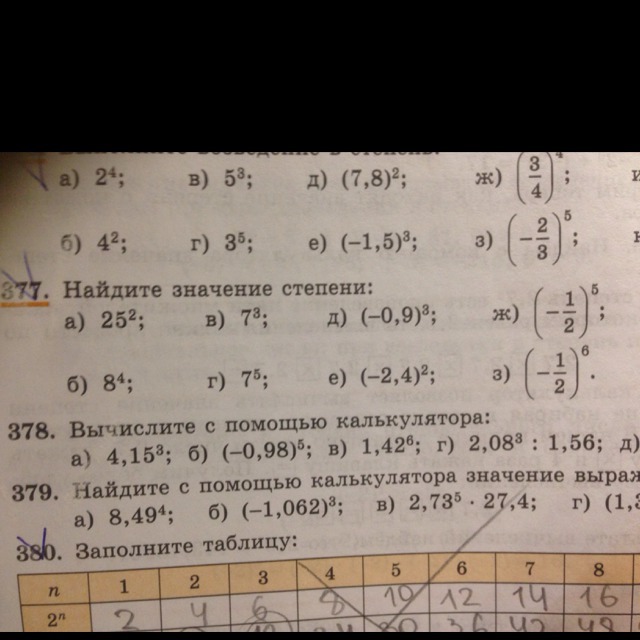 а) 2⁴; в) 5³; д) (7,8)²; ж) (3/4)⁴;
б) 4²; г) 3⁵; е) (−1,5)³; з) (−2/3)⁵;
377. Найдите значение степени:
а) 25²; в) 7³; д) (−0,9)³; ж) (−1/2)⁵;
б) 8⁴; г) 7⁵; е) (−2,4)²; з) (−1/2)⁶.
378. Вычислите с помощью калькулятора:
а) 4,15³; б) (−0,98)⁵; в) 1,42⁶; г) 2,08³ : 1,56; д)
379. Найдите с помощью калькулятора значение выраж
а) 8,49⁴; б) (−1,062)³; в) 2,73⁵ · 27,4; г) (1,3
380. Заполните таблицу:
n 1 2 3 4 5 6 7 8
2ⁿ 2 4 6 8 10 12 14 16